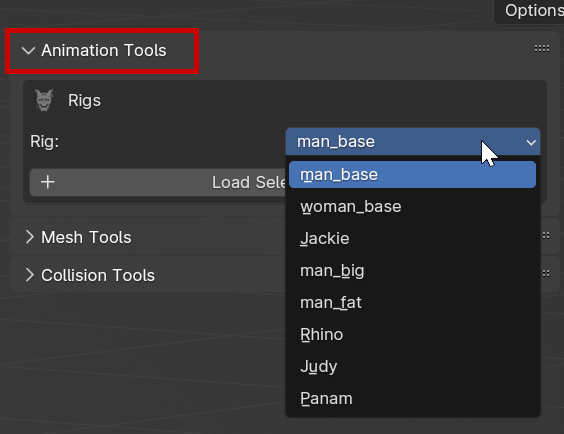 Options
Animation Tools
Rigs
Rig:
man_base
man_base
Load Sele
woman_base
Jackie
Mesh Tools
man_big
Collision Tools
man_fat
Rhino
Judy
Panam